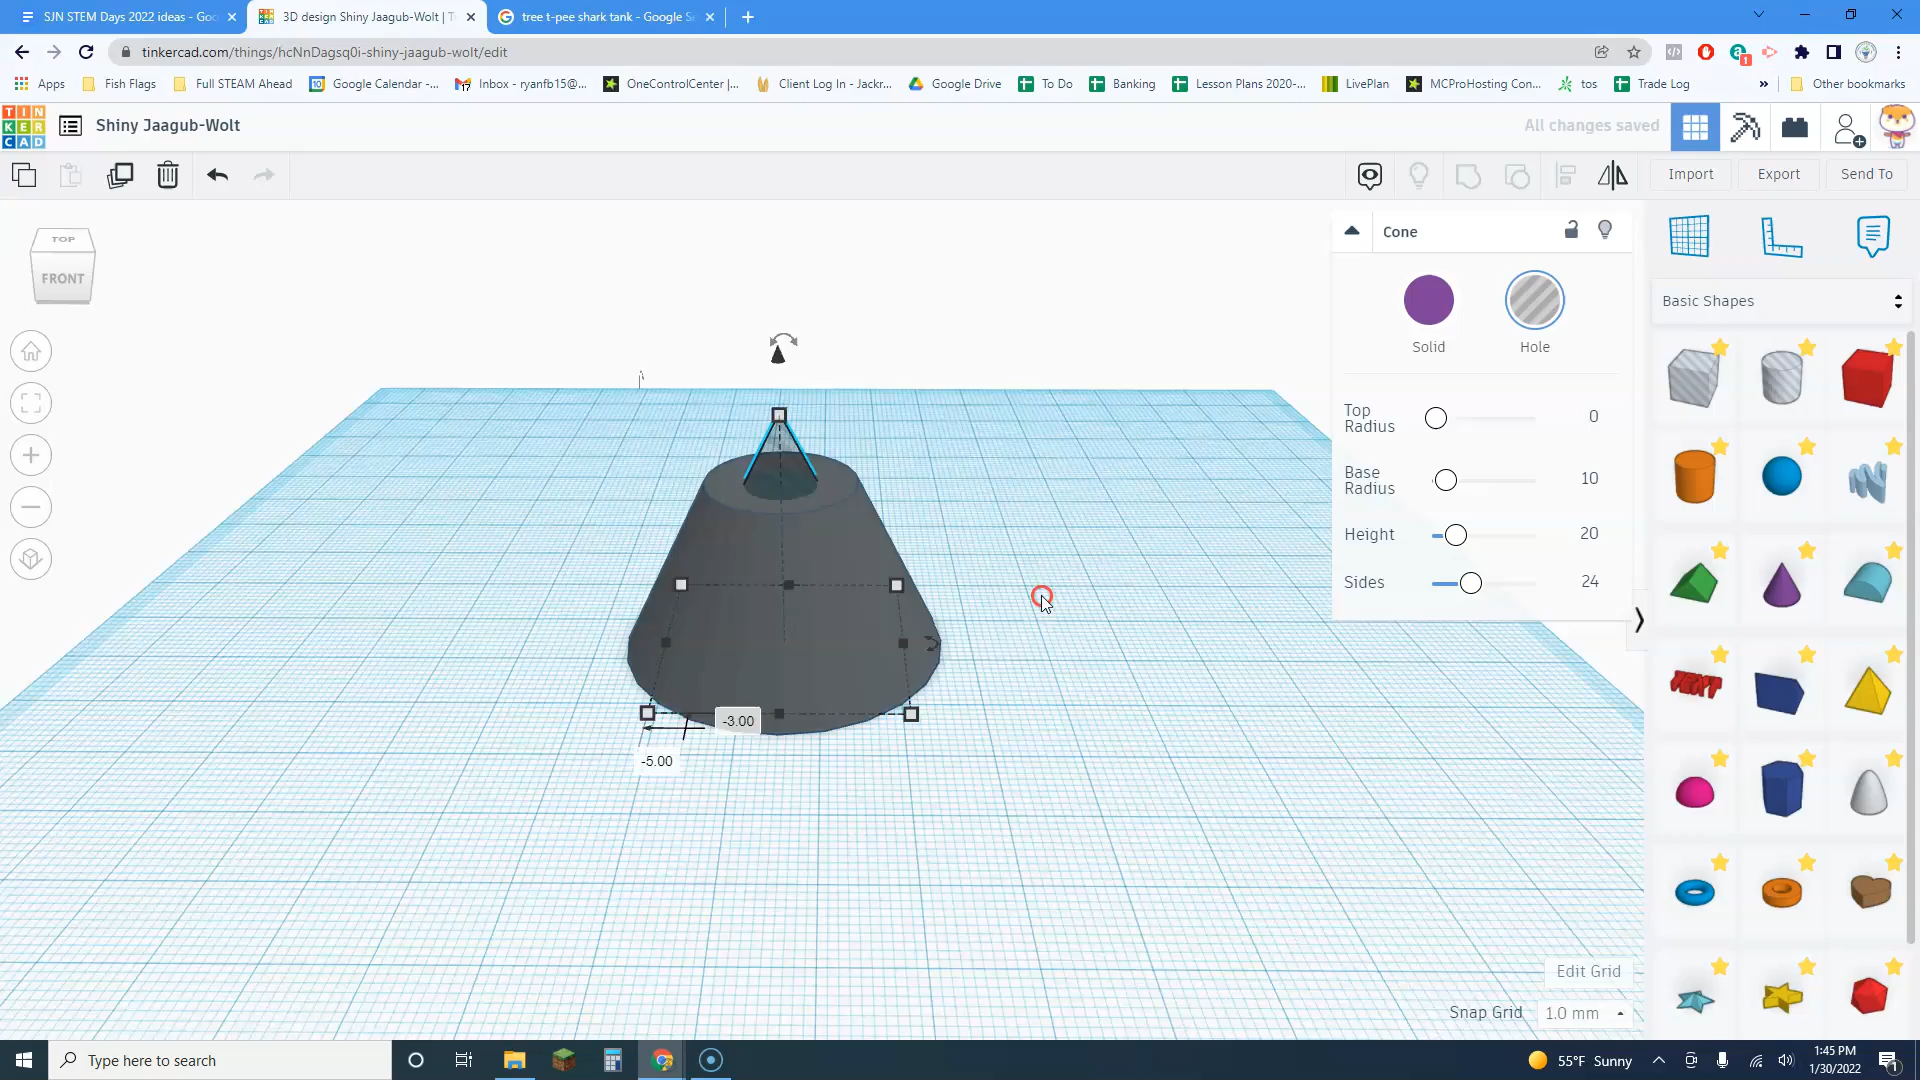 SJN STEM Days 2022 ideas - Goo
3D design Shiny Jaagub-Wolt | T
tree t-pee shark tank - Google Se
tinkercad.com/things/hcNnDagsq0i-shiny-jaagub-wolt/edit
Apps
Fish Flags
Full STEAM Ahead
Google Calendar -...
Inbox - ryanfb15@...
OneControlCenter |...
Client Log In - Jackr...
Google Drive
To Do
Banking
Lesson Plans 2020-...
LivePlan
MCProHosting Con...
tos
Trade Log
»
Other bookmarks
TIN
KER
CAD
Shiny Jaagub-Wolt
All changes saved
Import
Export
Send To
TOP
FRONT
Cone
Solid
Hole
Top Radius
0
Base Radius
10
Height
20
Sides
24
Basic Shapes
TEXT
-3.00
-5.00
Edit Grid
Snap Grid
1.0 mm
Type here to search
55°F Sunny
1:45 PM
1/30/2022